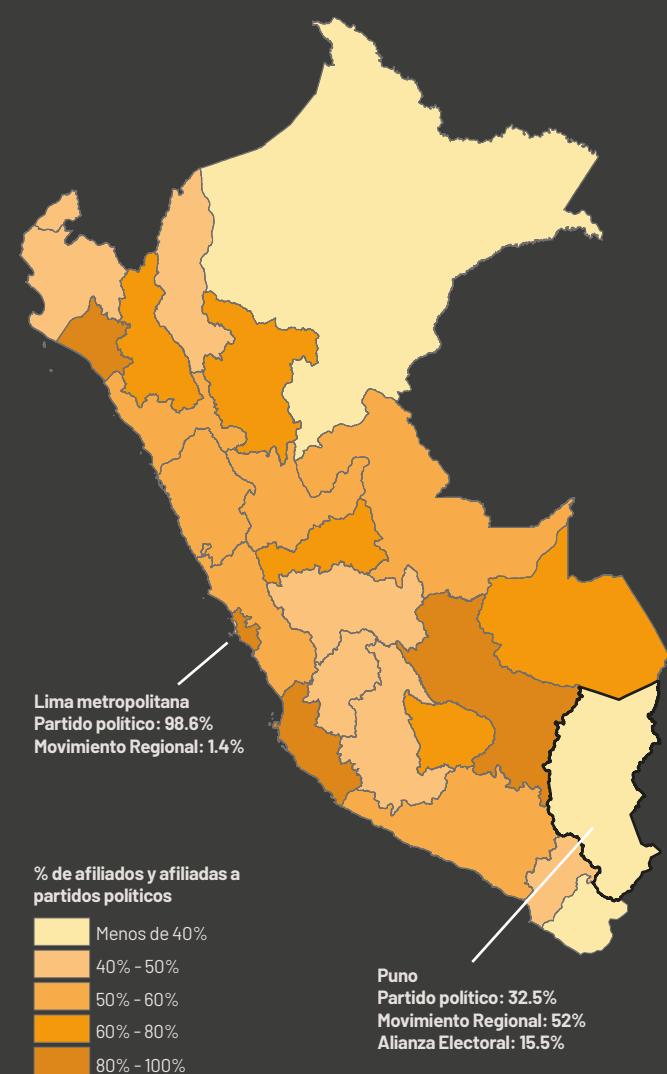 Lima metropolitana
Partido político: 98.6%
Movimiento Regional: 1.4%
% de afiliados y afiliadas a
partidos políticos
Menos de 40%
40% - 50%
50% - 60%
60% - 80%
80% - 100%
Puno
Partido político: 32.5%
Movimiento Regional: 52%
Alianza Electoral: 15.5%